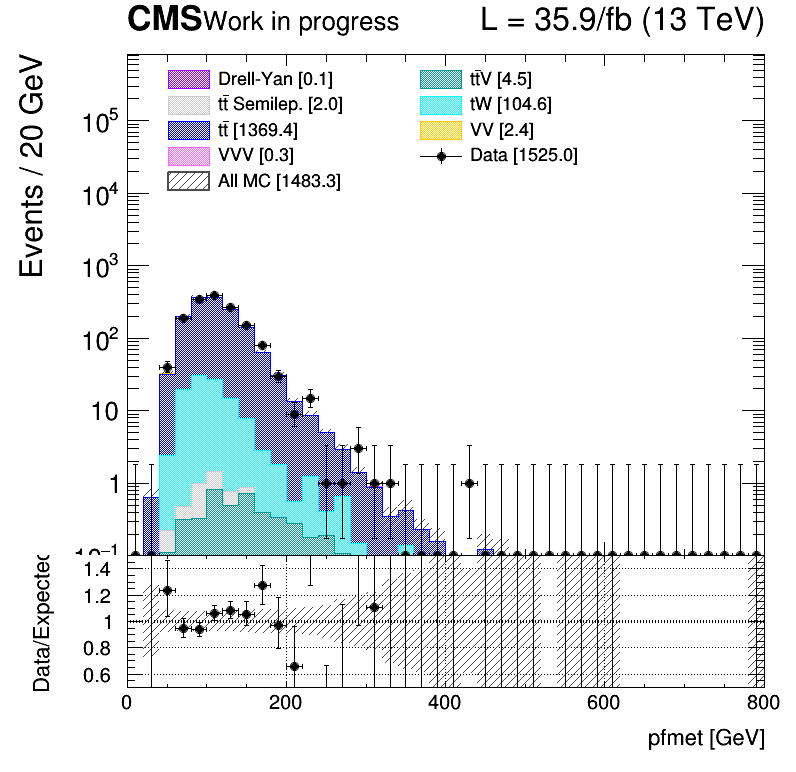 CMS Work in progress L = 35.9/fb (13 TeV)
Drell-Yan [0.1] tt̄V [4.5]
tt̄ Semilep. [2.0] tW [104.6]
tt̄ [1369.4] VV [2.4]
VVV [0.3] Data [1525.0]
All MC [1483.3]
Events / 20 GeV
10⁵
10⁴
10³
10²
10
1
10⁻¹
Data/Expected
1.4
1.2
1
0.8
0.6
0 200 400 600 800
pfmet [GeV]